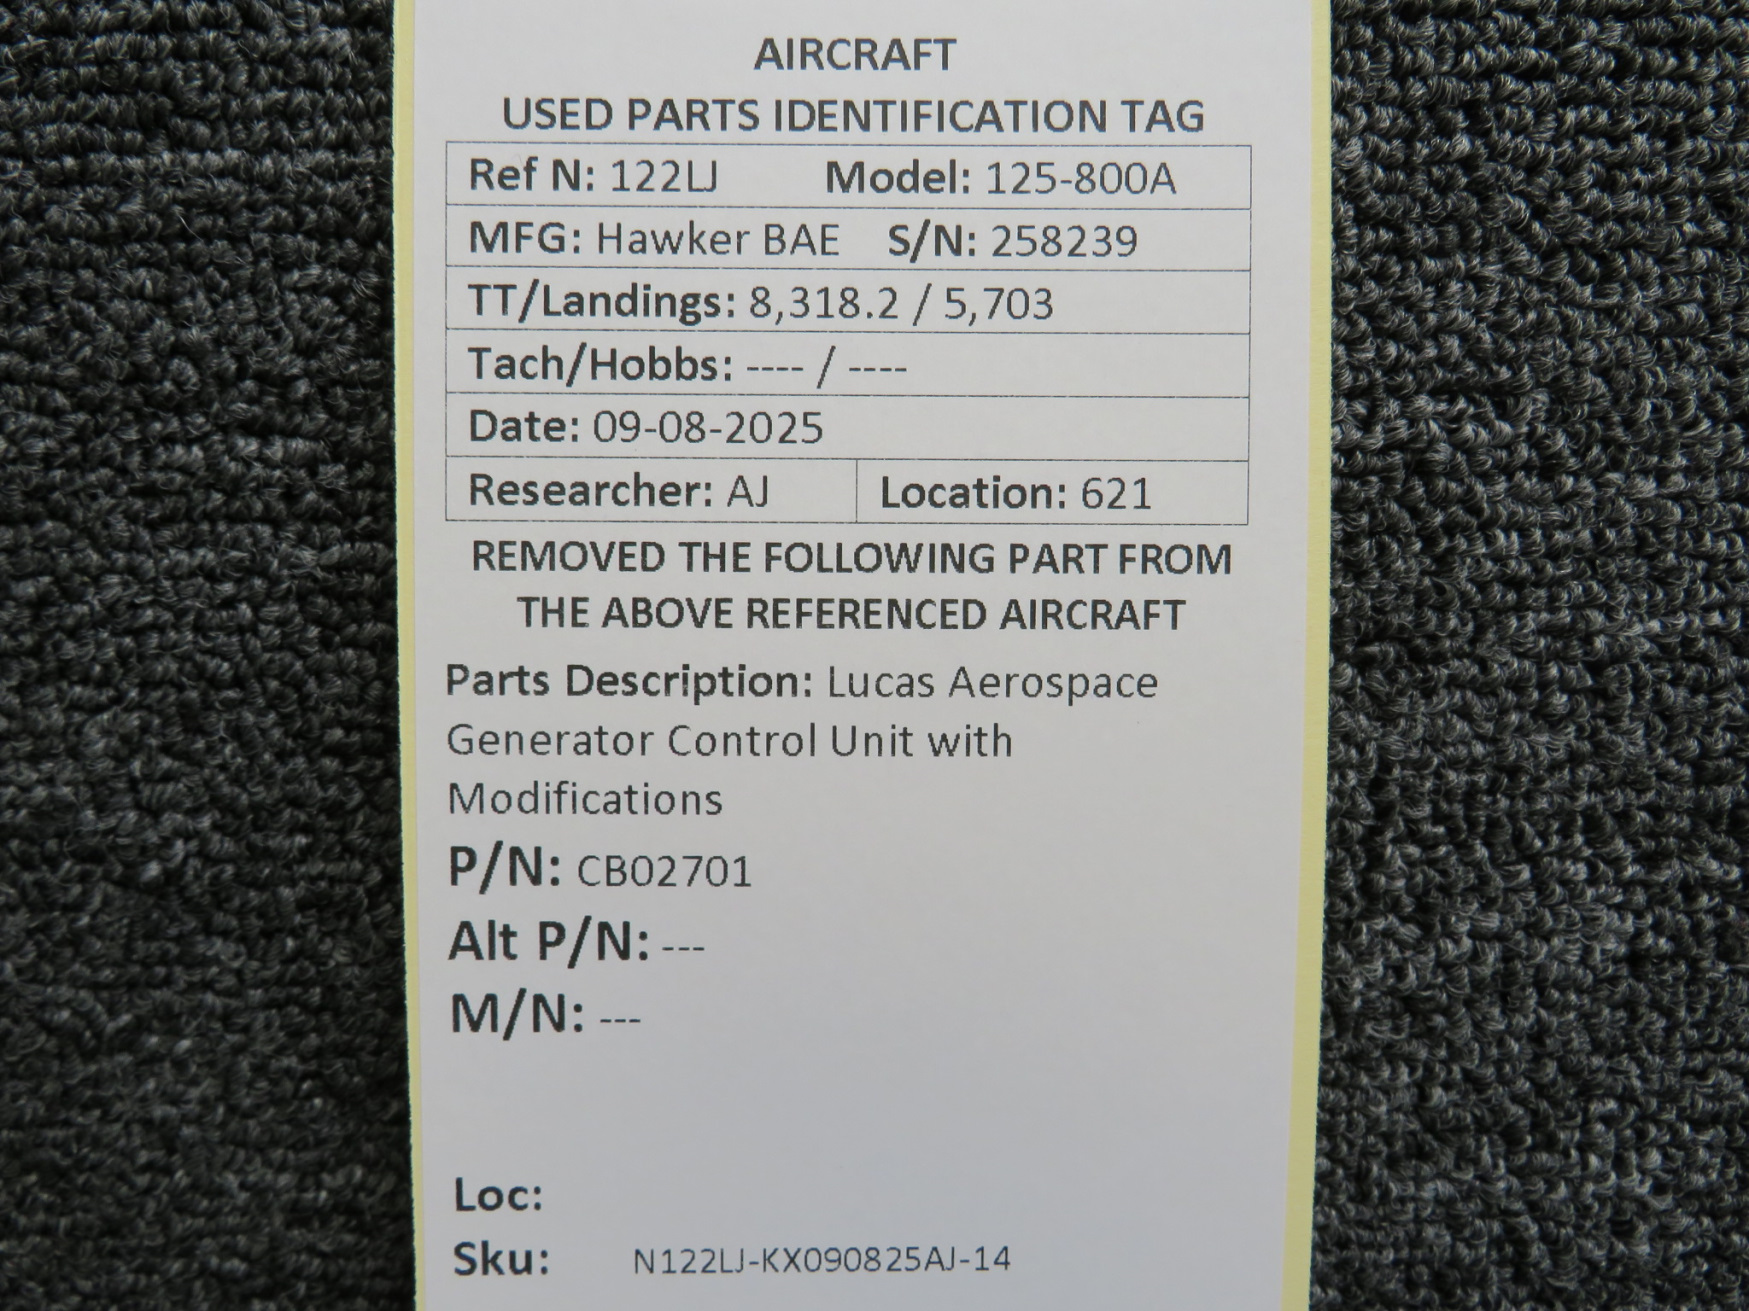 AIRCRAFT
USED PARTS IDENTIFICATION TAG
Ref N: 122LJ Model: 125-800A
MFG: Hawker BAE S/N: 258239
TT/Landings: 8,318.2 / 5,703
Tach/Hobbs: ---- / ----
Date: 09-08-2025
Researcher: AJ Location: 621
REMOVED THE FOLLOWING PART FROM
THE ABOVE REFERENCED AIRCRAFT
Parts Description: Lucas Aerospace
Generator Control Unit with
Modifications
P/N: CB02701
Alt P/N: ---
M/N: ---
Loc:
Sku: N122LJ-KX090825AJ-14